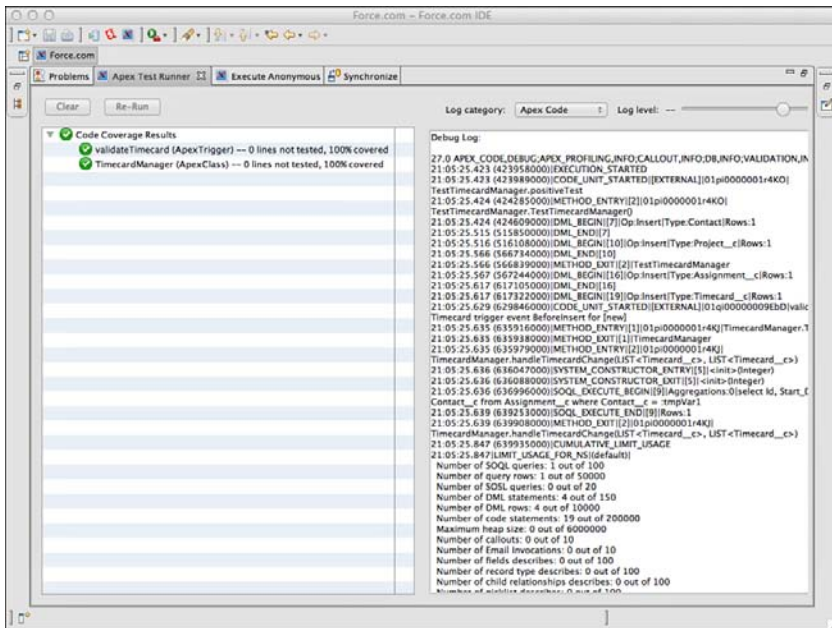 Force.com – Force.com IDE
Force.com
Problems Apex Test Runner Execute Anonymous Synchronize
Clear Re-Run
Log category: Apex Code Log level: --
Code Coverage Results
validateTimecard (ApexTrigger) -- 0 lines not tested, 100% covered
TimecardManager (ApexClass) -- 0 lines not tested, 100% covered
Debug Log:
27.0 APEX_CODE,DEBUG;APEX_PROFILING,INFO;CALLOUT,INFO;DB,INFO;VALIDATION,IN
21:05:25.423 (423958000)|EXECUTION_STARTED
21:05:25.423 (423989000)|CODE_UNIT_STARTED|[EXTERNAL]|01pi0000001r4KO|
TestTimecardManager.positiveTest
21:05:25.424 (424285000)|METHOD_ENTRY|[2]|01pi0000001r4KO|
TestTimecardManager.TestTimecardManager()
21:05:25.424 (424609000)|DML_BEGIN|[7]|Op:Insert|Type:Contact|Rows:1
21:05:25.515 (515850000)|DML_END|[7]
21:05:25.516 (516108000)|DML_BEGIN|[10]|Op:Insert|Type:Project__c|Rows:1
21:05:25.566 (566734000)|DML_END|[10]
21:05:25.566 (566839000)|METHOD_EXIT|[2]|TestTimecardManager
21:05:25.567 (567244000)|DML_BEGIN|[16]|Op:Insert|Type:Assignment__c|Rows:1
21:05:25.617 (617105000)|DML_END|[16]
21:05:25.617 (617322000)|DML_BEGIN|[19]|Op:Insert|Type:Timecard__c|Rows:1
21:05:25.629 (629846000)|CODE_UNIT_STARTED|[EXTERNAL]|01qi00000009EbD|valic
Timecard trigger event BeforeInsert for [new]
21:05:25.635 (635916000)|METHOD_ENTRY|[1]|01pi0000001r4KJ|TimecardManager.T
21:05:25.635 (635938000)|METHOD_EXIT|[1]|TimecardManager
21:05:25.635 (635979000)|METHOD_ENTRY|[2]|01pi0000001r4KJ|
TimecardManager.handleTimecardChange(LIST<Timecard__c>, LIST<Timecard__c>)
21:05:25.636 (636047000)|SYSTEM_CONSTRUCTOR_ENTRY|[5]|<init>(Integer)
21:05:25.636 (636088000)|SYSTEM_CONSTRUCTOR_EXIT|[5]|<init>(Integer)
21:05:25.636 (636996000)|SOQL_EXECUTE_BEGIN|[9]|Aggregations:0|select Id, Start_D
Contact__c from Assignment__c where Contact__c = :tmpVar1
21:05:25.639 (639253000)|SOQL_EXECUTE_END|[9]|Rows:1
21:05:25.639 (639908000)|METHOD_EXIT|[2]|01pi0000001r4KJ|
TimecardManager.handleTimecardChange(LIST<Timecard__c>, LIST<Timecard__c>)
21:05:25.847 (639935000)|CUMULATIVE_LIMIT_USAGE
21:05:25.847|LIMIT_USAGE_FOR_NS|(default)|
Number of SOQL queries: 1 out of 100
Number of query rows: 1 out of 50000
Number of SOSL queries: 0 out of 20
Number of DML statements: 4 out of 150
Number of DML rows: 4 out of 10000
Number of code statements: 19 out of 200000
Maximum heap size: 0 out of 6000000
Number of callouts: 0 out of 10
Number of Email Invocations: 0 out of 10
Number of fields describes: 0 out of 100
Number of record type describes: 0 out of 100
Number of child relationships describes: 0 out of 100
Number of picklist describes: 0 out of 100